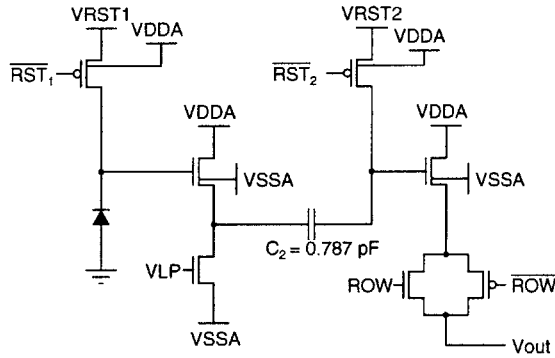 VRST1
VDDA
RST1
VDDA
VSSA
VLP
VSSA
C2 = 0.787 pF
VRST2
VDDA
RST2
VDDA
VSSA
ROW
ROW
Vout